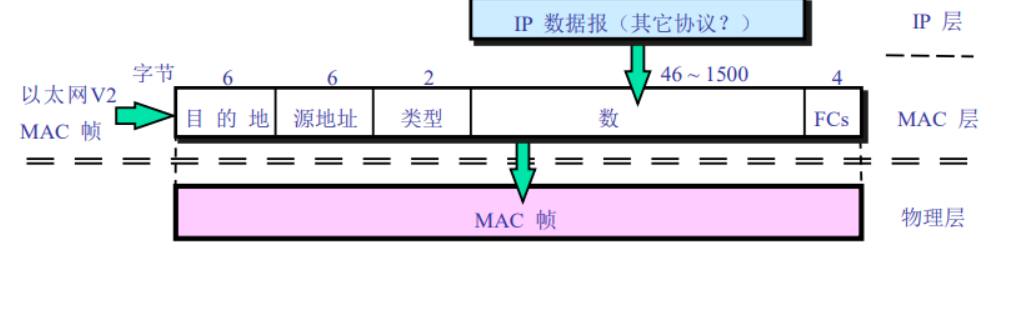 IP 数据报（其它协议？）
IP 层
字节
6
6
2
46 ~ 1500
4
以太网V2
MAC 帧
目 的 地
源地址
类型
数
FCs
MAC 层
MAC 帧
物理层